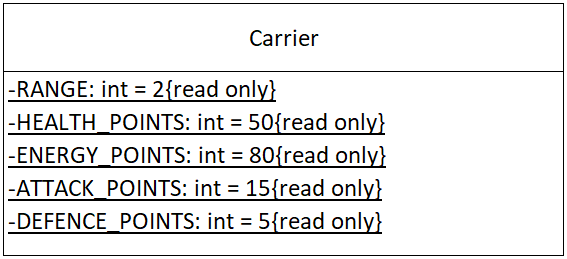 Carrier
-RANGE: int = 2{read only}
-HEALTH_POINTS: int = 50{read only}
-ENERGY_POINTS: int = 80{read only}
-ATTACK_POINTS: int = 15{read only}
-DEFENCE_POINTS: int = 5{read only}